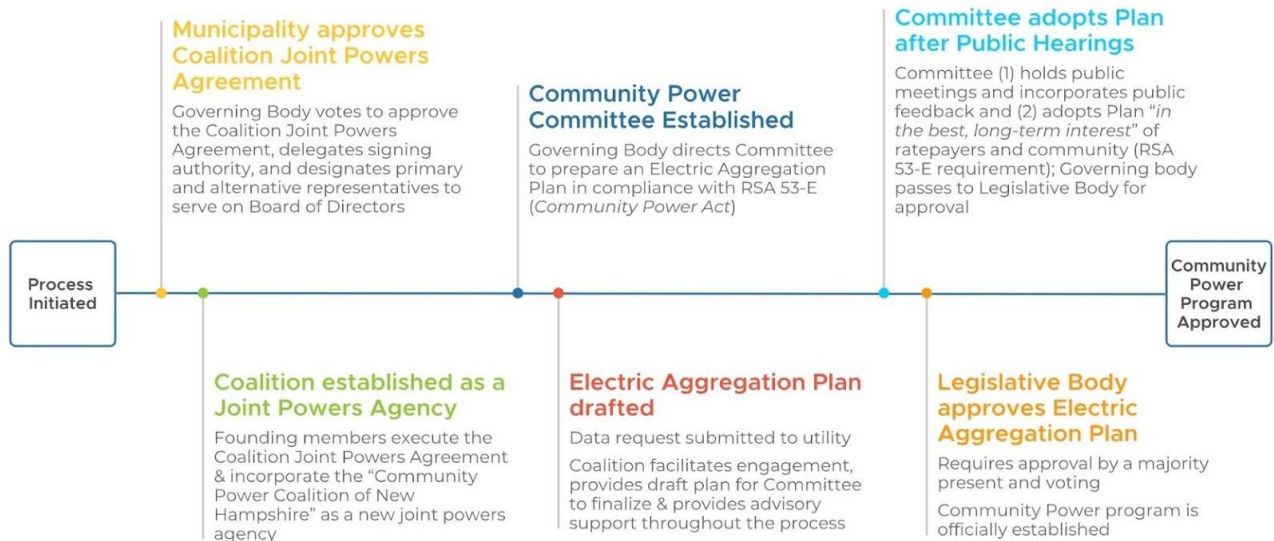 Process
Initiated
Municipality approves
Coalition Joint Powers
Agreement
Governing Body votes to approve
the Coalition Joint Powers
Agreement, delegates signing
authority, and designates primary
and alternative representatives to
serve on Board of Directors
Coalition established as a
Joint Powers Agency
Founding members execute the
Coalition Joint Powers Agreement
& incorporate the “Community
Power Coalition of New
Hampshire” as a new joint powers
agency
Community Power
Committee Established
Governing Body directs Committee
to prepare an Electric Aggregation
Plan in compliance with RSA 53-E
(Community Power Act)
Electric Aggregation Plan
drafted
Data request submitted to utility
Coalition facilitates engagement,
provides draft plan for Committee
to finalize & provides advisory
support throughout the process
Committee adopts Plan
after Public Hearings
Committee (1) holds public
meetings and incorporates public
feedback and (2) adopts Plan “in
the best, long-term interest” of
ratepayers and community (RSA
53-E requirement); Governing body
passes to Legislative Body for
approval
Legislative Body
approves Electric
Aggregation Plan
Requires approval by a majority
present and voting
Community Power program is
officially established
Community
Power
Program
Approved